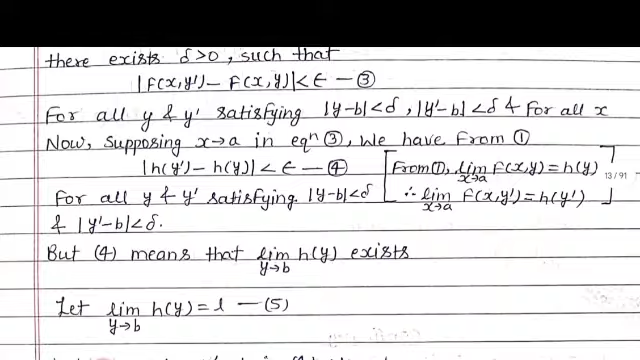 there exists δ>0, such that
|f(x,y')- f(x,y)|<ϵ —③
For all y & y' satisfying |y-b|<δ, |y'-b|<δ & for all x
Now, Supposing x→a in eqⁿ ③, We have from ①
|h(y')- h(y)|<ϵ —④ [From ①, lim x→a f(x,y)=h(y)
For all y & y' satisfying |y-b|<δ ∴ lim x→a f(x,y')=h(y')]
13/91
& |y'-b|<δ.
But (4) means that lim y→b h(y) exists
Let lim y→b h(y)=l —(5)